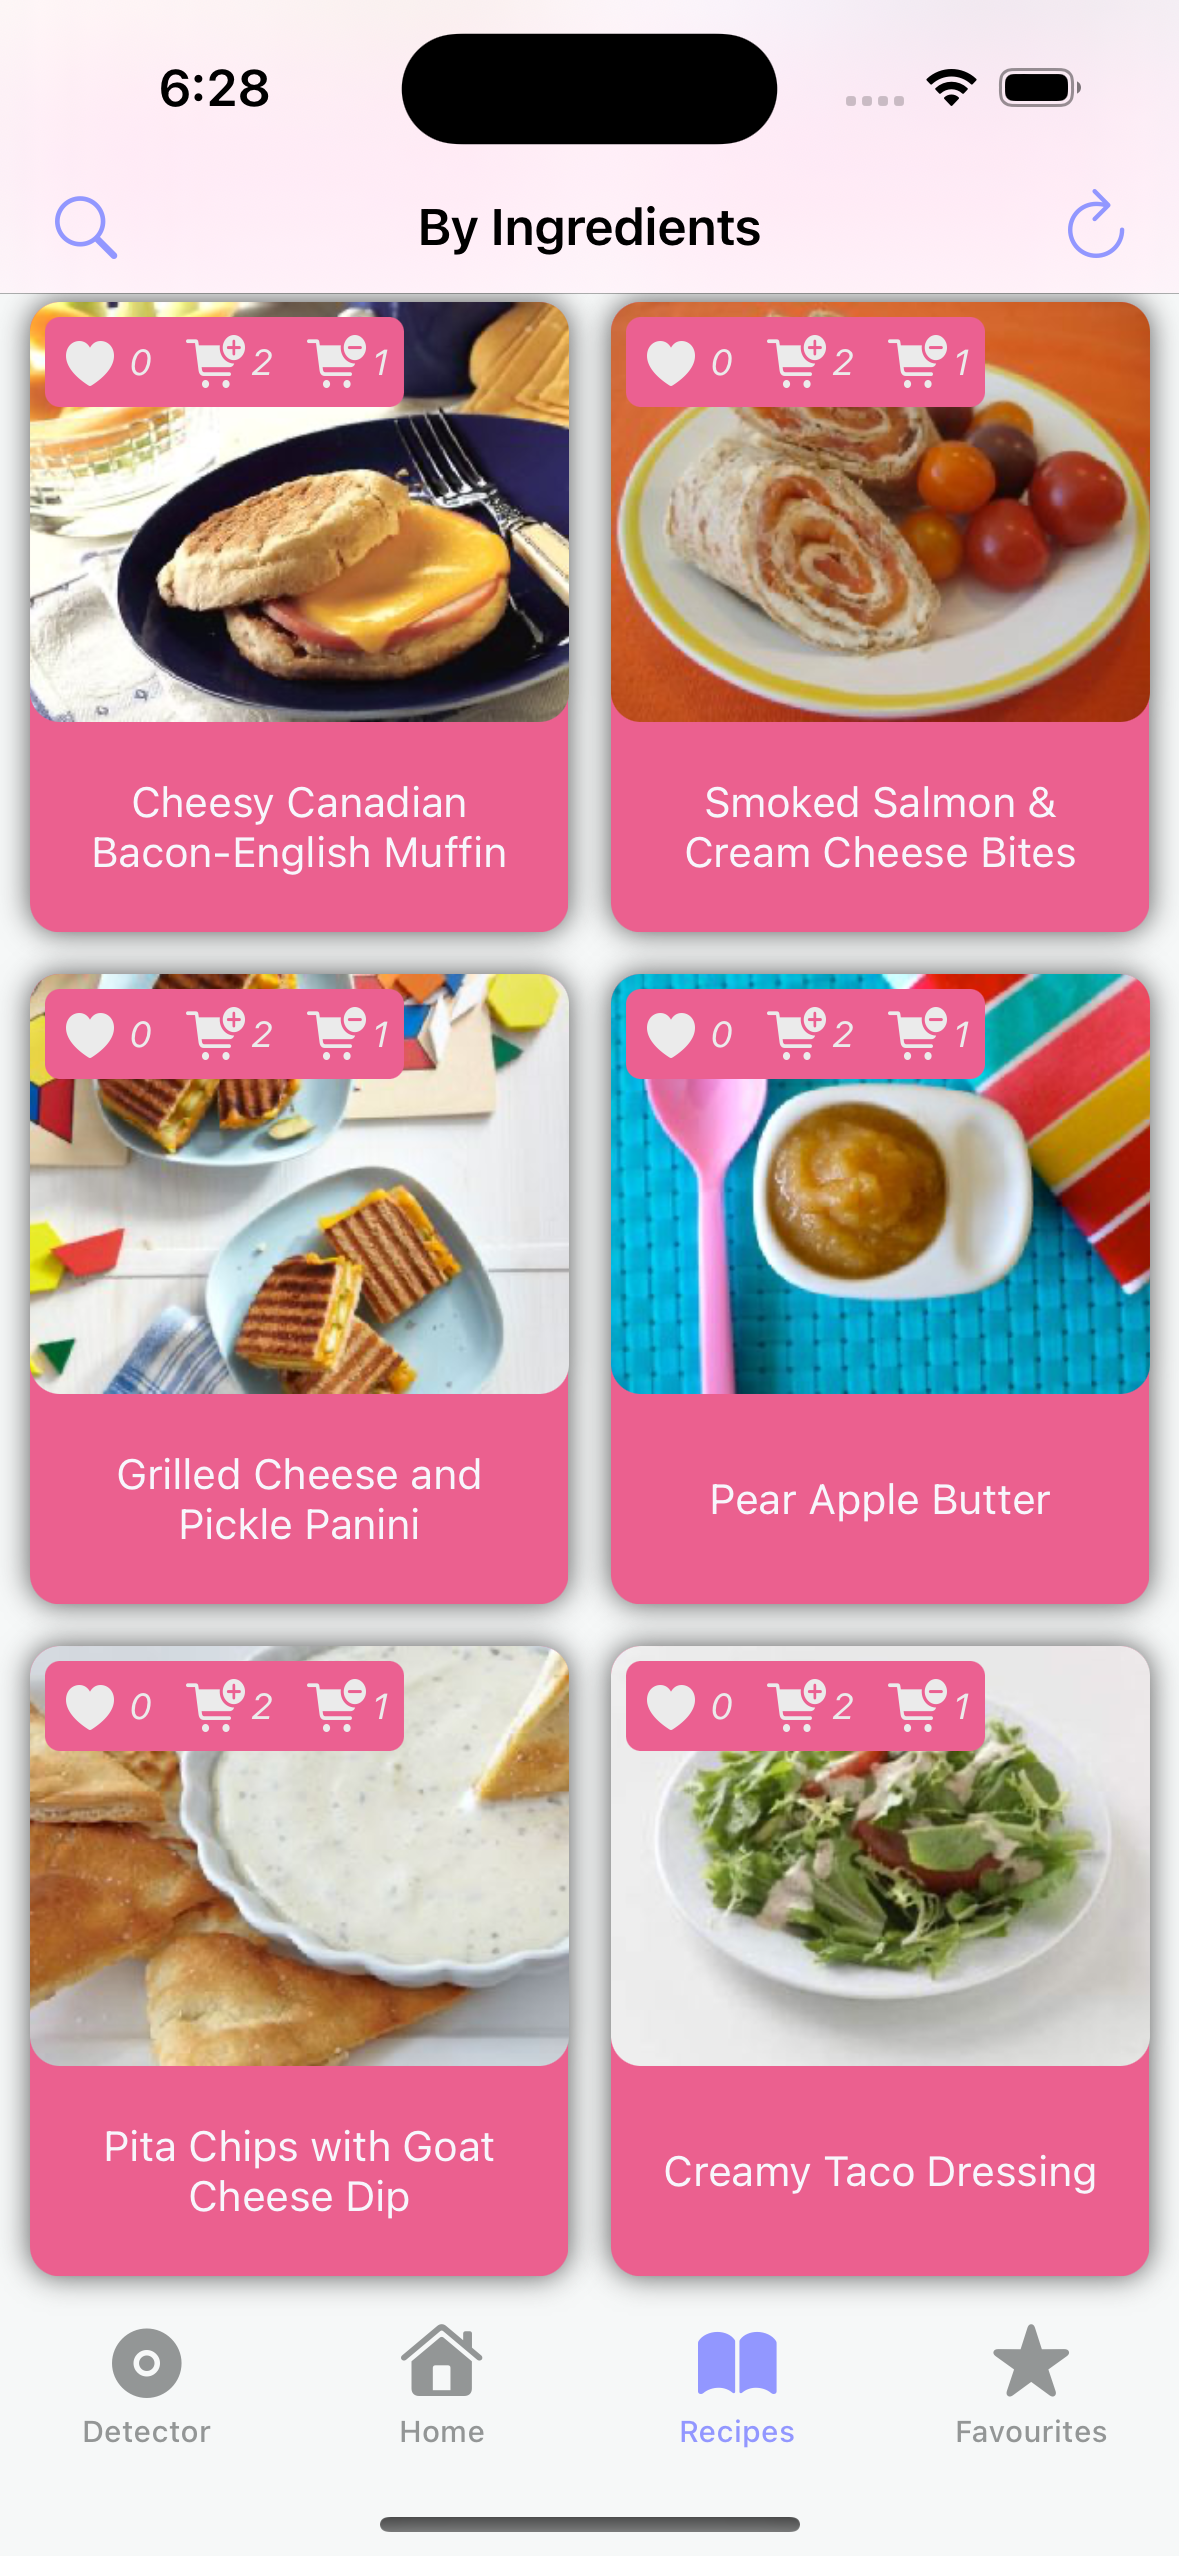 6:28
By Ingredients
0 2 1
0 2 1
Cheesy Canadian
Bacon-English Muffin
Smoked Salmon &
Cream Cheese Bites
0 2 1
0 2 1
Grilled Cheese and
Pickle Panini
Pear Apple Butter
0 2 1
0 2 1
Pita Chips with Goat
Cheese Dip
Creamy Taco Dressing
Detector
Home
Recipes
Favourites